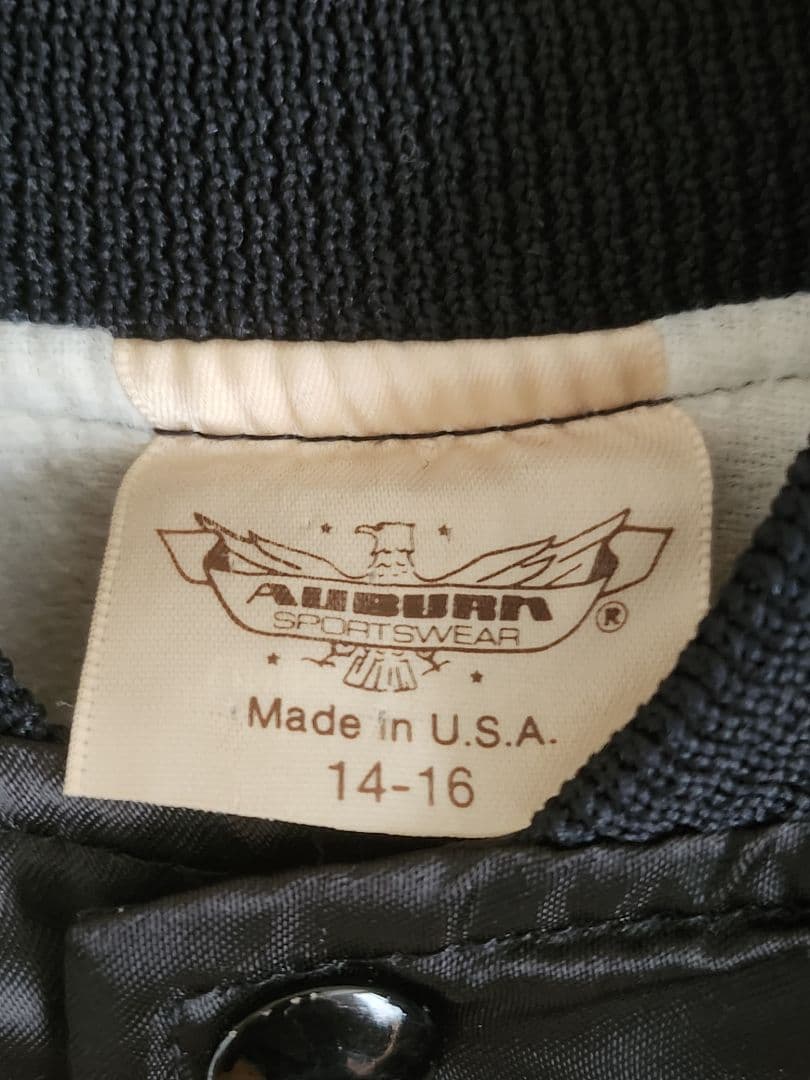 AUBURN
SPORTSWEAR
®
Made in U.S.A.
14-16